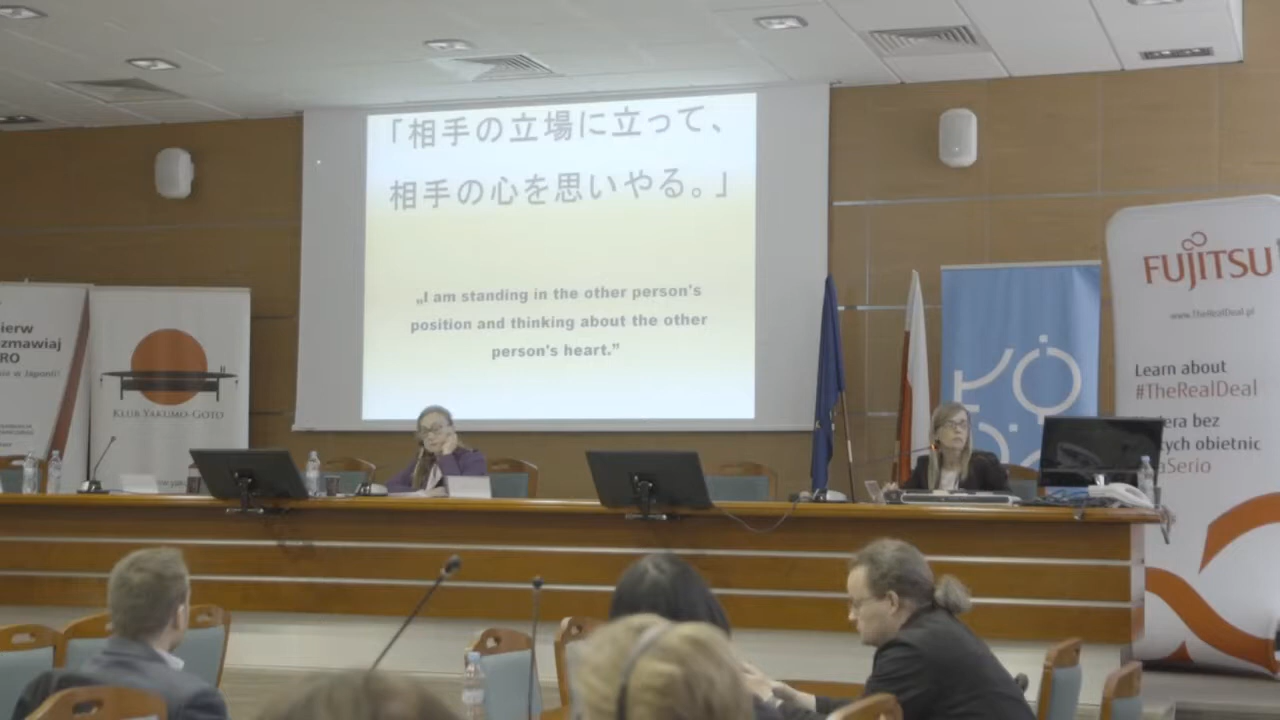 「相手の立場に立って、
相手の心を思いやる。」
„I am standing in the other person's
position and thinking about the other
person's heart.”
KLUB YAKUMO-GOTO
FUJITSU
www.TheRealDeal.pl
Learn about
#TheRealDeal
bez
obietnic